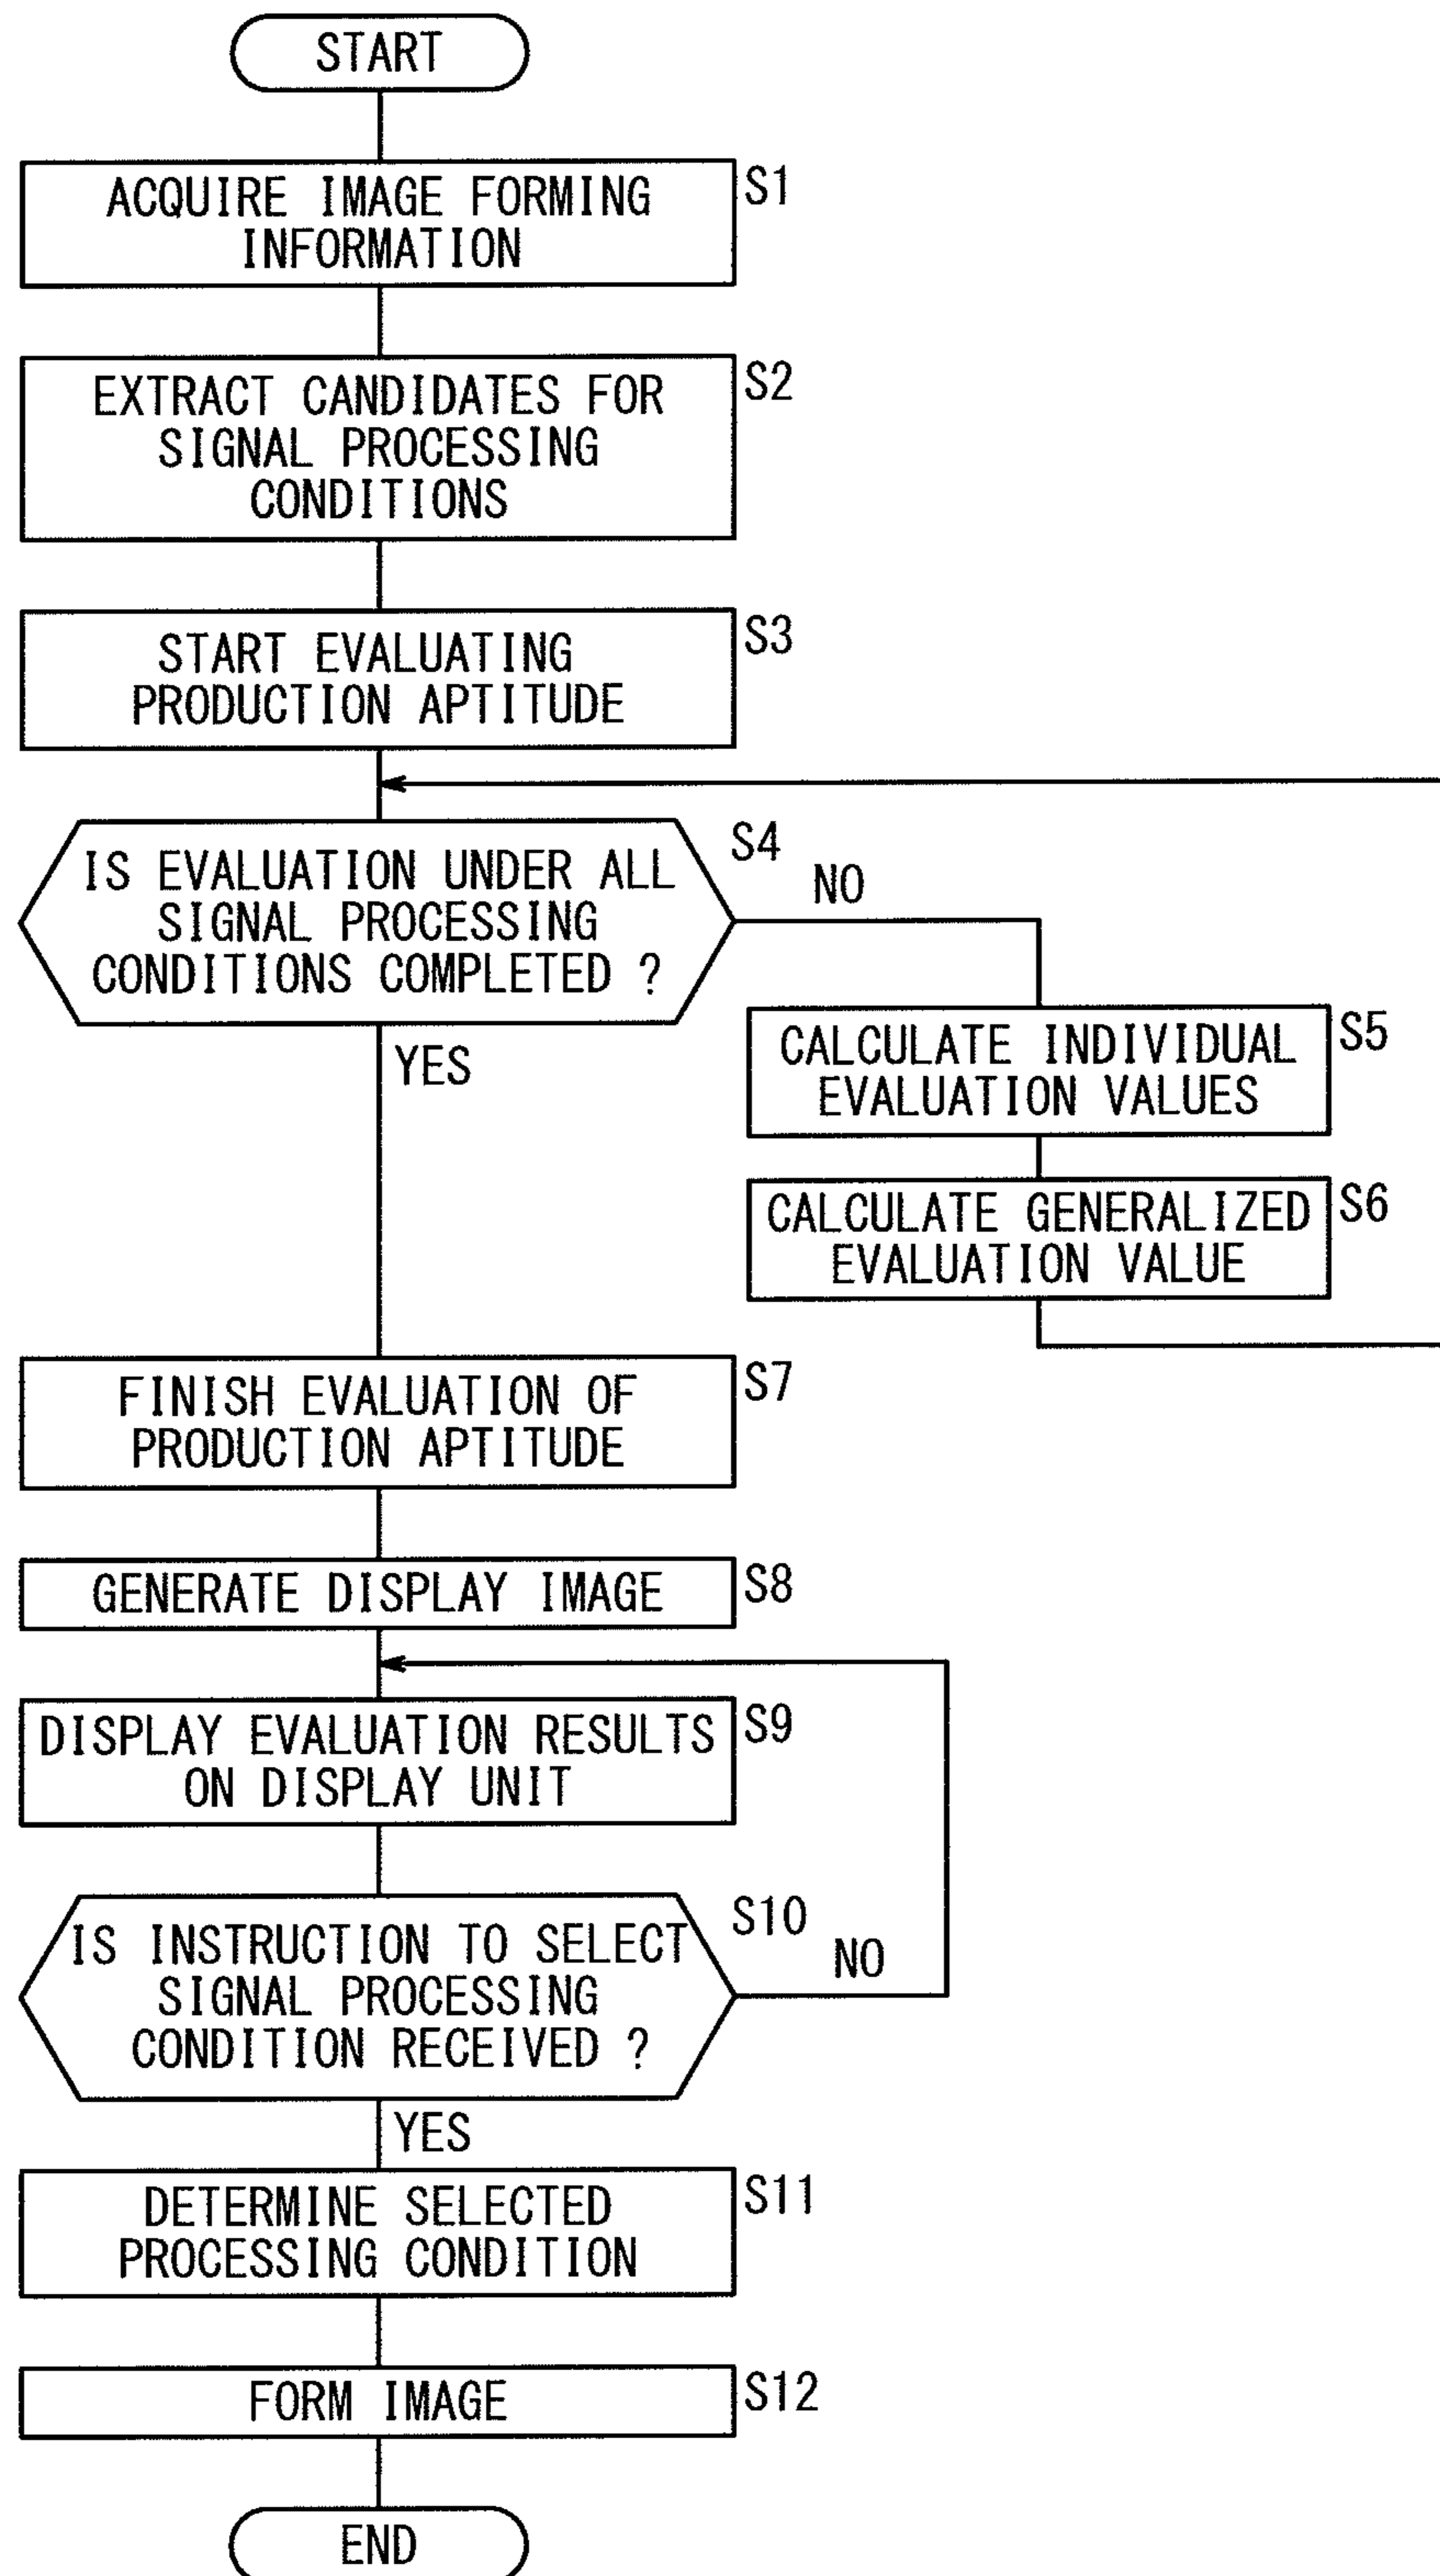 START
S1
ACQUIRE IMAGE FORMING
INFORMATION
S2
EXTRACT CANDIDATES FOR
SIGNAL PROCESSING
CONDITIONS
S3
START EVALUATING
PRODUCTION APTITUDE
S4
IS EVALUATION UNDER ALL
SIGNAL PROCESSING
CONDITIONS COMPLETED ?
NO
YES
S5
CALCULATE INDIVIDUAL
EVALUATION VALUES
S6
CALCULATE GENERALIZED
EVALUATION VALUE
S7
FINISH EVALUATION OF
PRODUCTION APTITUDE
S8
GENERATE DISPLAY IMAGE
S9
DISPLAY EVALUATION RESULTS
ON DISPLAY UNIT
S10
IS INSTRUCTION TO SELECT
SIGNAL PROCESSING
CONDITION RECEIVED ?
NO
YES
S11
DETERMINE SELECTED
PROCESSING CONDITION
S12
FORM IMAGE
END